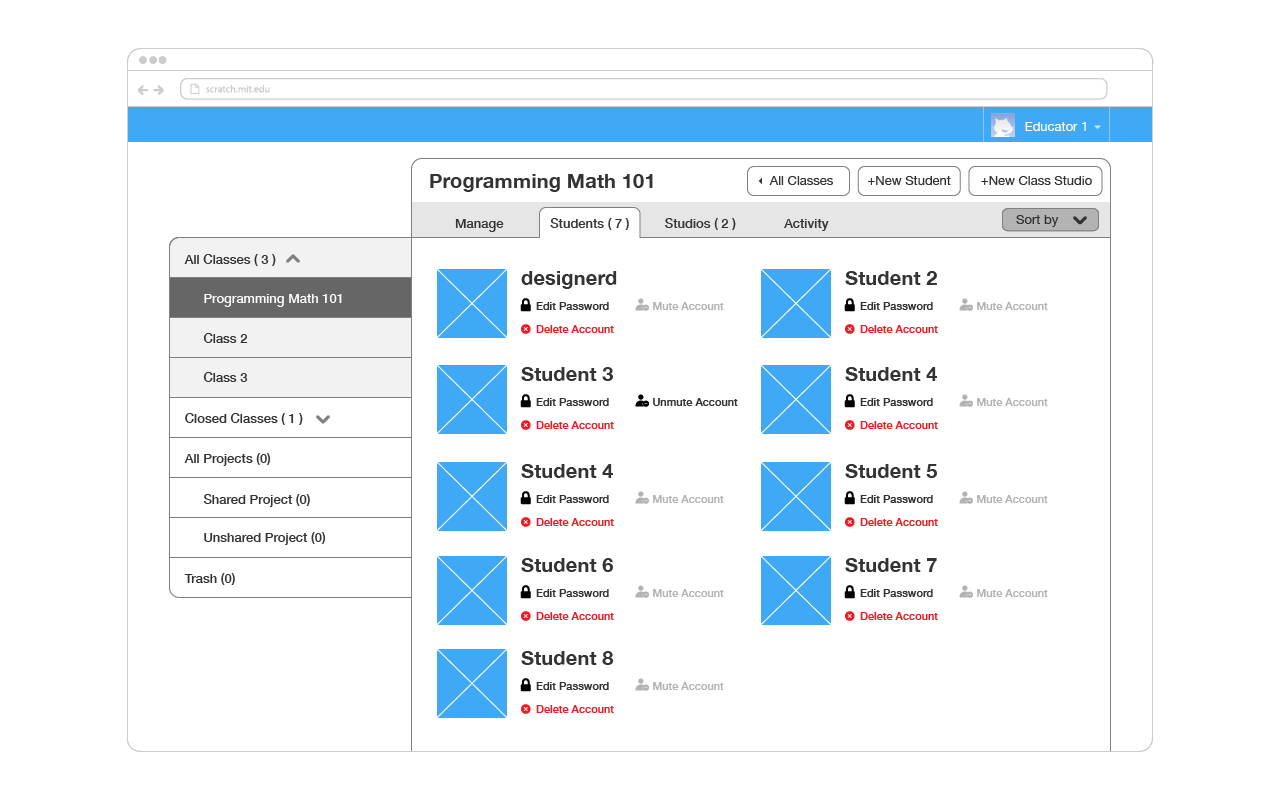 scratch.mit.edu
Educator 1
Programming Math 101
All Classes
+New Student
+New Class Studio
Manage
Students ( 7 )
Studios ( 2 )
Activity
Sort by
All Classes ( 3 )
Programming Math 101
Class 2
Class 3
Closed Classes ( 1 )
All Projects (0)
Shared Project (0)
Unshared Project (0)
Trash (0)
designerd
Edit Password
Mute Account
Delete Account
Student 2
Edit Password
Mute Account
Delete Account
Student 3
Edit Password
Unmute Account
Delete Account
Student 4
Edit Password
Mute Account
Delete Account
Student 4
Edit Password
Mute Account
Delete Account
Student 5
Edit Password
Mute Account
Delete Account
Student 6
Edit Password
Mute Account
Delete Account
Student 7
Edit Password
Mute Account
Delete Account
Student 8
Edit Password
Mute Account
Delete Account